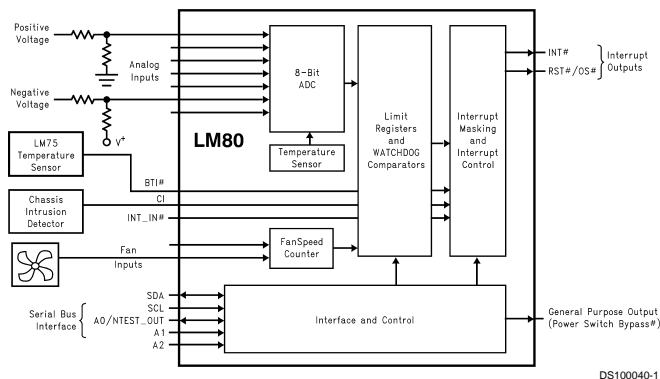 Positive
Voltage
Analog
Inputs
Negative
Voltage
V+
8-Bit
ADC
Temperature
Sensor
LM80
Limit
Registers
and
WATCHDOG
Comparators
Interrupt
Masking
and
Interrupt
Control
INT#
RST#/OS#
Interrupt
Outputs
LM75
Temperature
Sensor
BTI#
Chassis
Intrusion
Detector
CI
INT_IN#
Fan
Inputs
FanSpeed
Counter
Serial Bus
Interface
SDA
SCL
A0/NTEST_OUT
A1
A2
Interface and Control
General Purpose Output
(Power Switch Bypass#)
DS100040-1